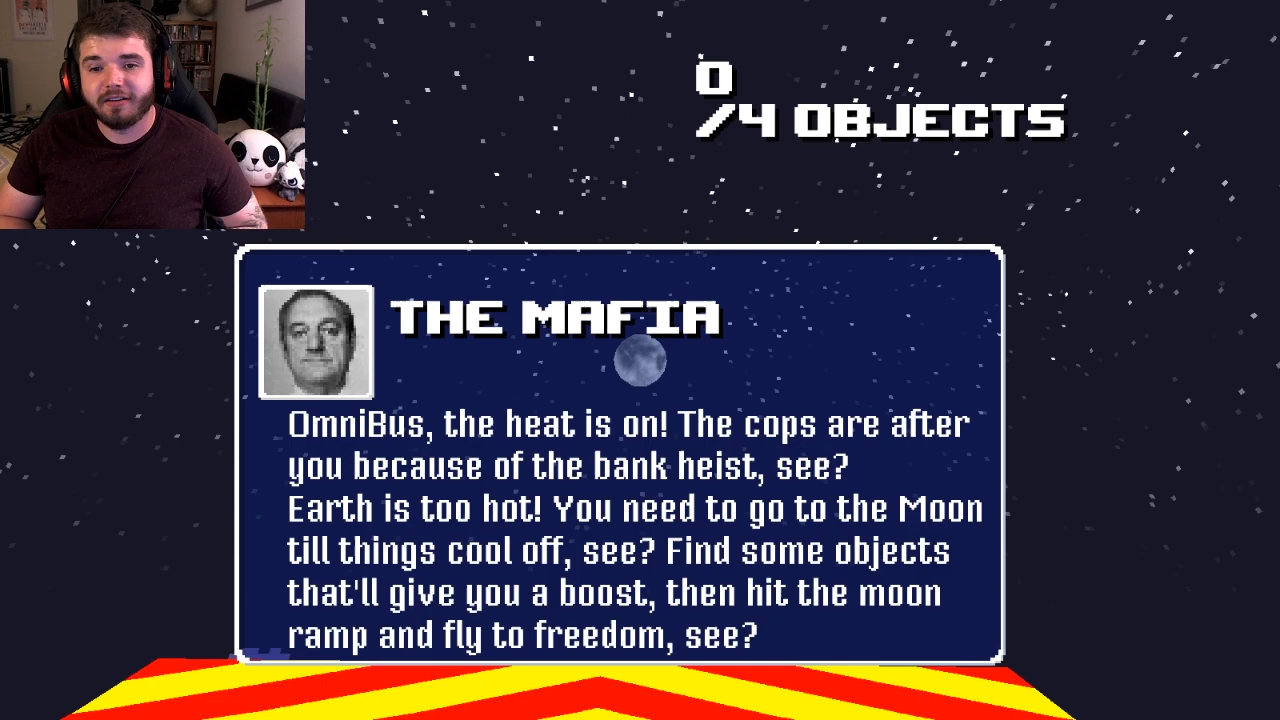 0
/4 OBJECTS
THE MAFIA
OmniBus, the heat is on! The cops are after
you because of the bank heist, see?
Earth is too hot! You need to go to the Moon
till things cool off, see? Find some objects
that'll give you a boost, then hit the moon
ramp and fly to freedom, see?